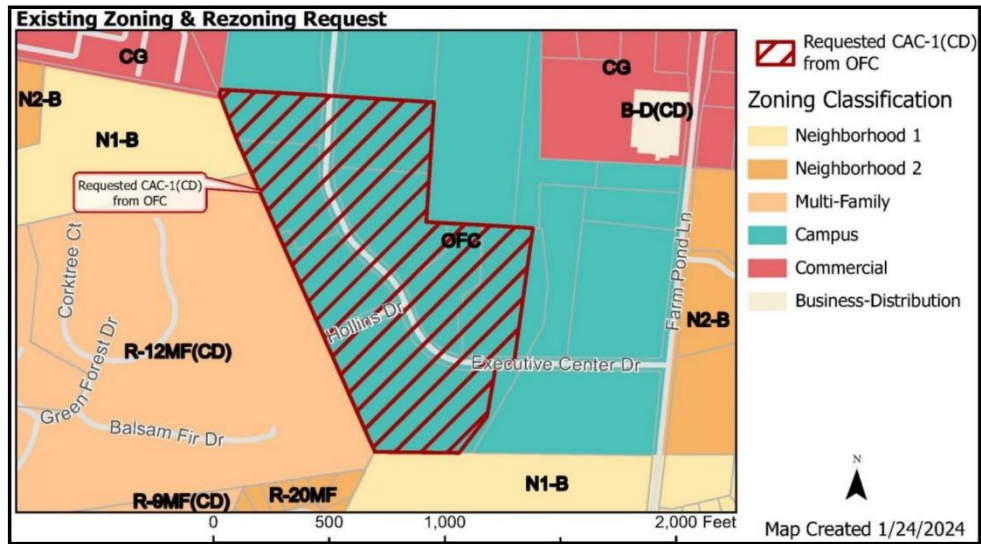 Existing Zoning & Rezoning Request
CG
CG
N2-B
B-D(CD)
N1-B
Requested CAC-1(CD)
from OFC
OFC
Corktree Ct
Farm Pond Ln
Hollins Dr
N2-B
R-12MF(CD)
Green Forest Dr
Executive Center Dr
Balsam Fir Dr
R-9MF(CD)
R-20MF
N1-B
0
500
1,000
2,000 Feet
Requested CAC-1(CD)
from OFC
Zoning Classification
Neighborhood 1
Neighborhood 2
Multi-Family
Campus
Commercial
Business-Distribution
N
Map Created 1/24/2024